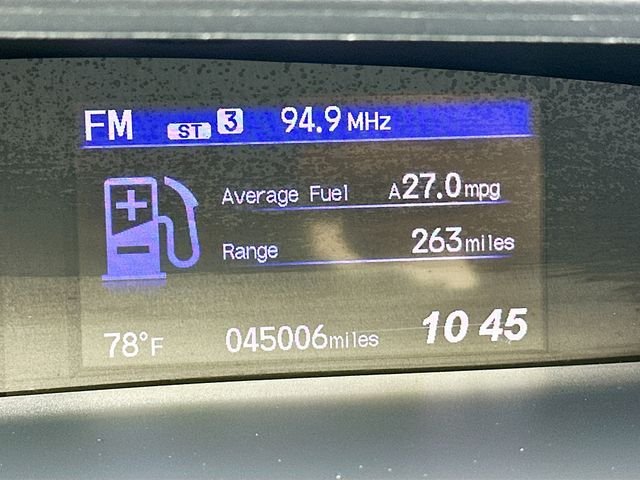 FM ST 3 94.9 MHz
Average Fuel A27.0mpg
Range 263miles
78°F 045006miles 10 45